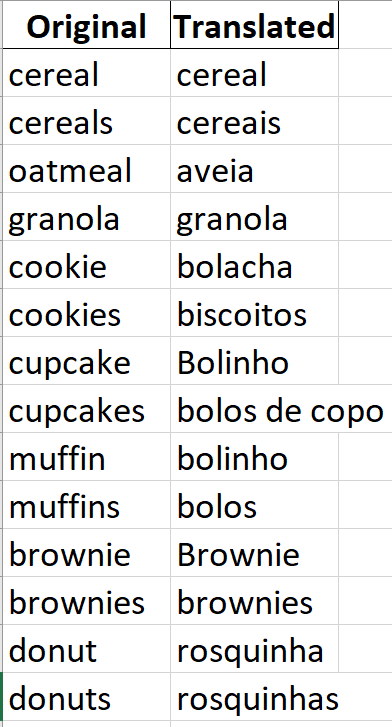 Original Translated
cereal cereal
cereals cereais
oatmeal aveia
granola granola
cookie bolacha
cookies biscoitos
cupcake Bolinho
cupcakes bolos de copo
muffin bolinho
muffins bolos
brownie Brownie
brownies brownies
donut rosquinha
donuts rosquinhas